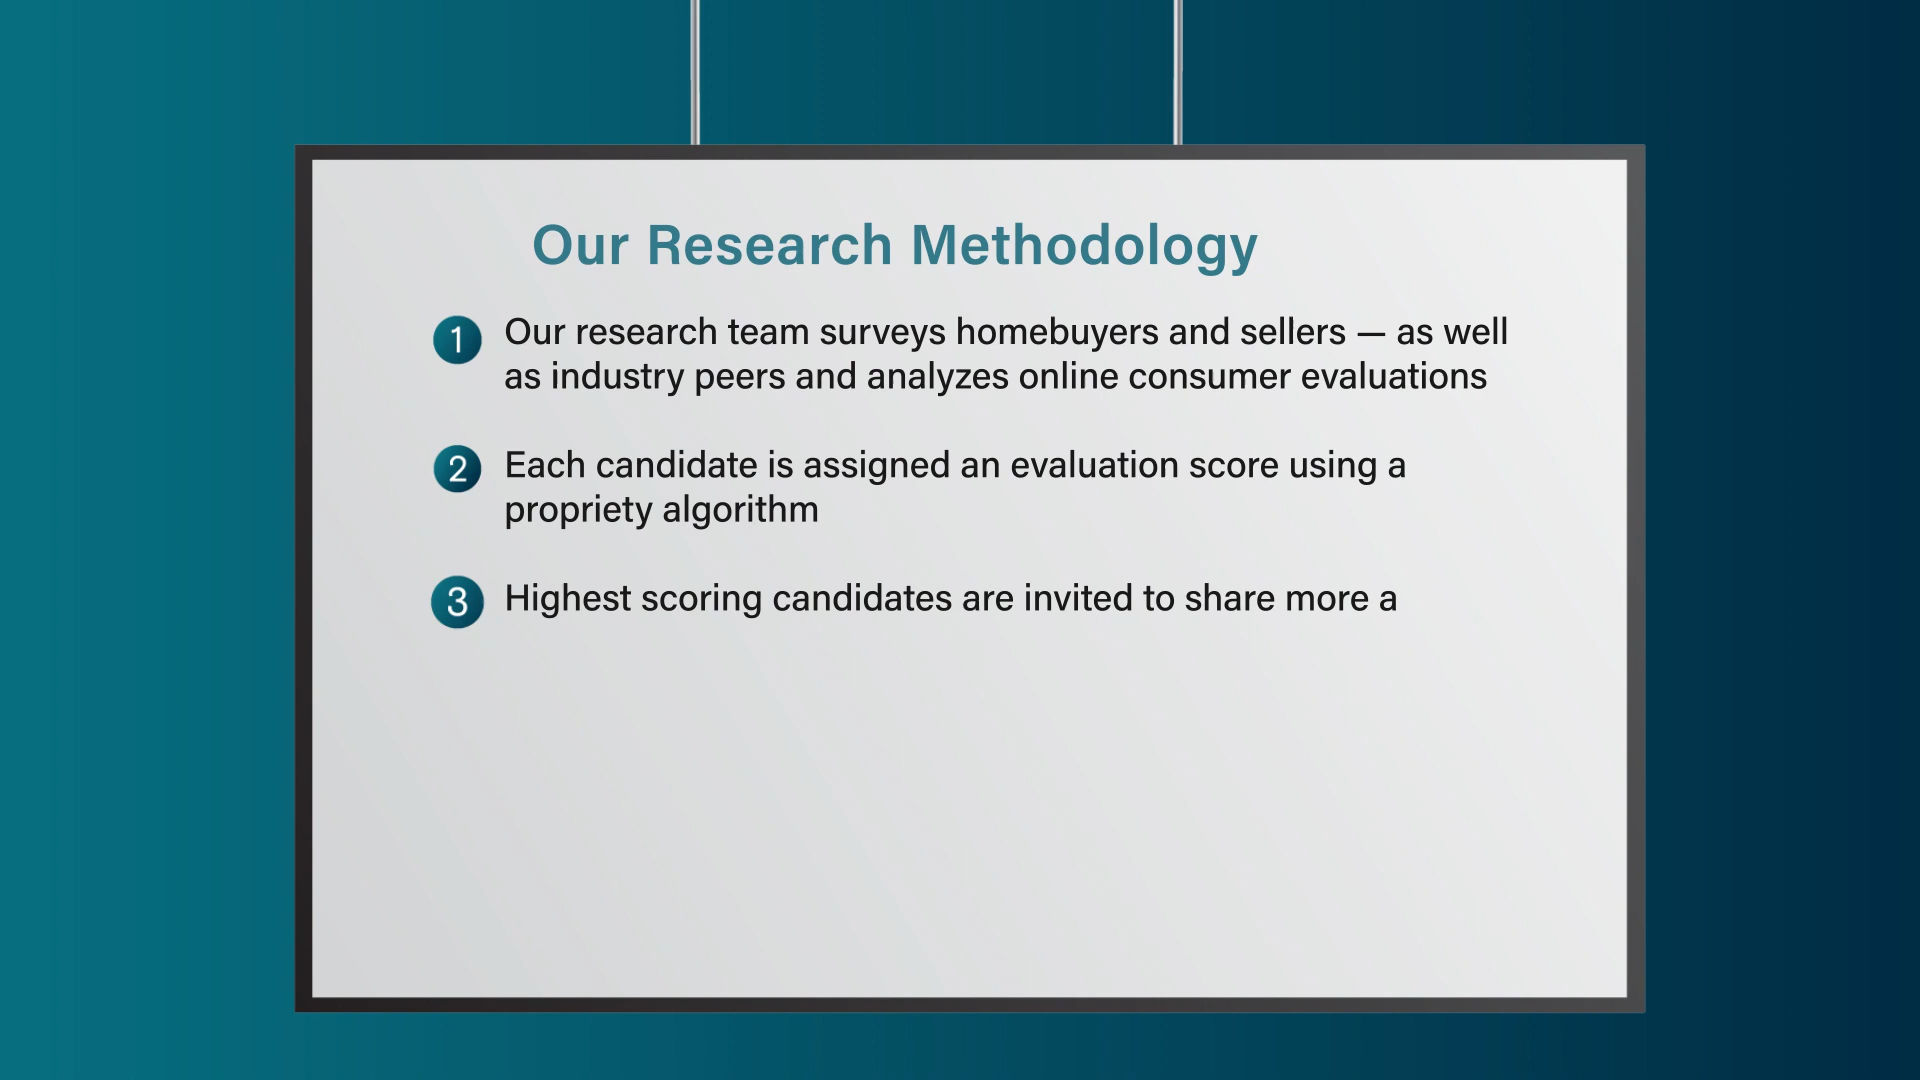 Our Research Methodology
1 Our research team surveys homebuyers and sellers — as well
as industry peers and analyzes online consumer evaluations
2 Each candidate is assigned an evaluation score using a
propriety algorithm
3 Highest scoring candidates are invited to share more a